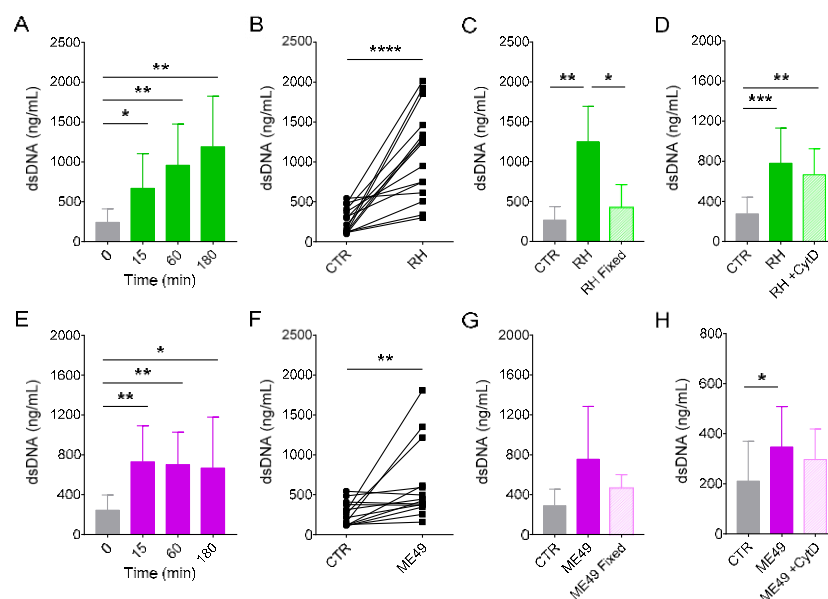 A
dsDNA (ng/mL)
2500
2000
1500
1000
500
0
**
**
*
0
15
60
180
Time (min)
B
dsDNA (ng/mL)
2500
2000
1500
1000
500
0
****
CTR
RH
C
dsDNA (ng/mL)
2500
2000
1500
1000
500
0
**
*
CTR
RH
RH Fixed
D
dsDNA (ng/mL)
2000
1600
1200
800
400
0
**
***
CTR
RH
RH +CytD
E
dsDNA (ng/mL)
2000
1600
1200
800
400
0
*
**
**
0
15
60
180
Time (min)
F
dsDNA (ng/mL)
2500
2000
1500
1000
500
0
**
CTR
ME49
G
dsDNA (ng/mL)
2000
1600
1200
800
400
0
CTR
ME49
ME49 Fixed
H
dsDNA (ng/mL)
800
600
400
200
0
*
CTR
ME49
ME49 +CytD